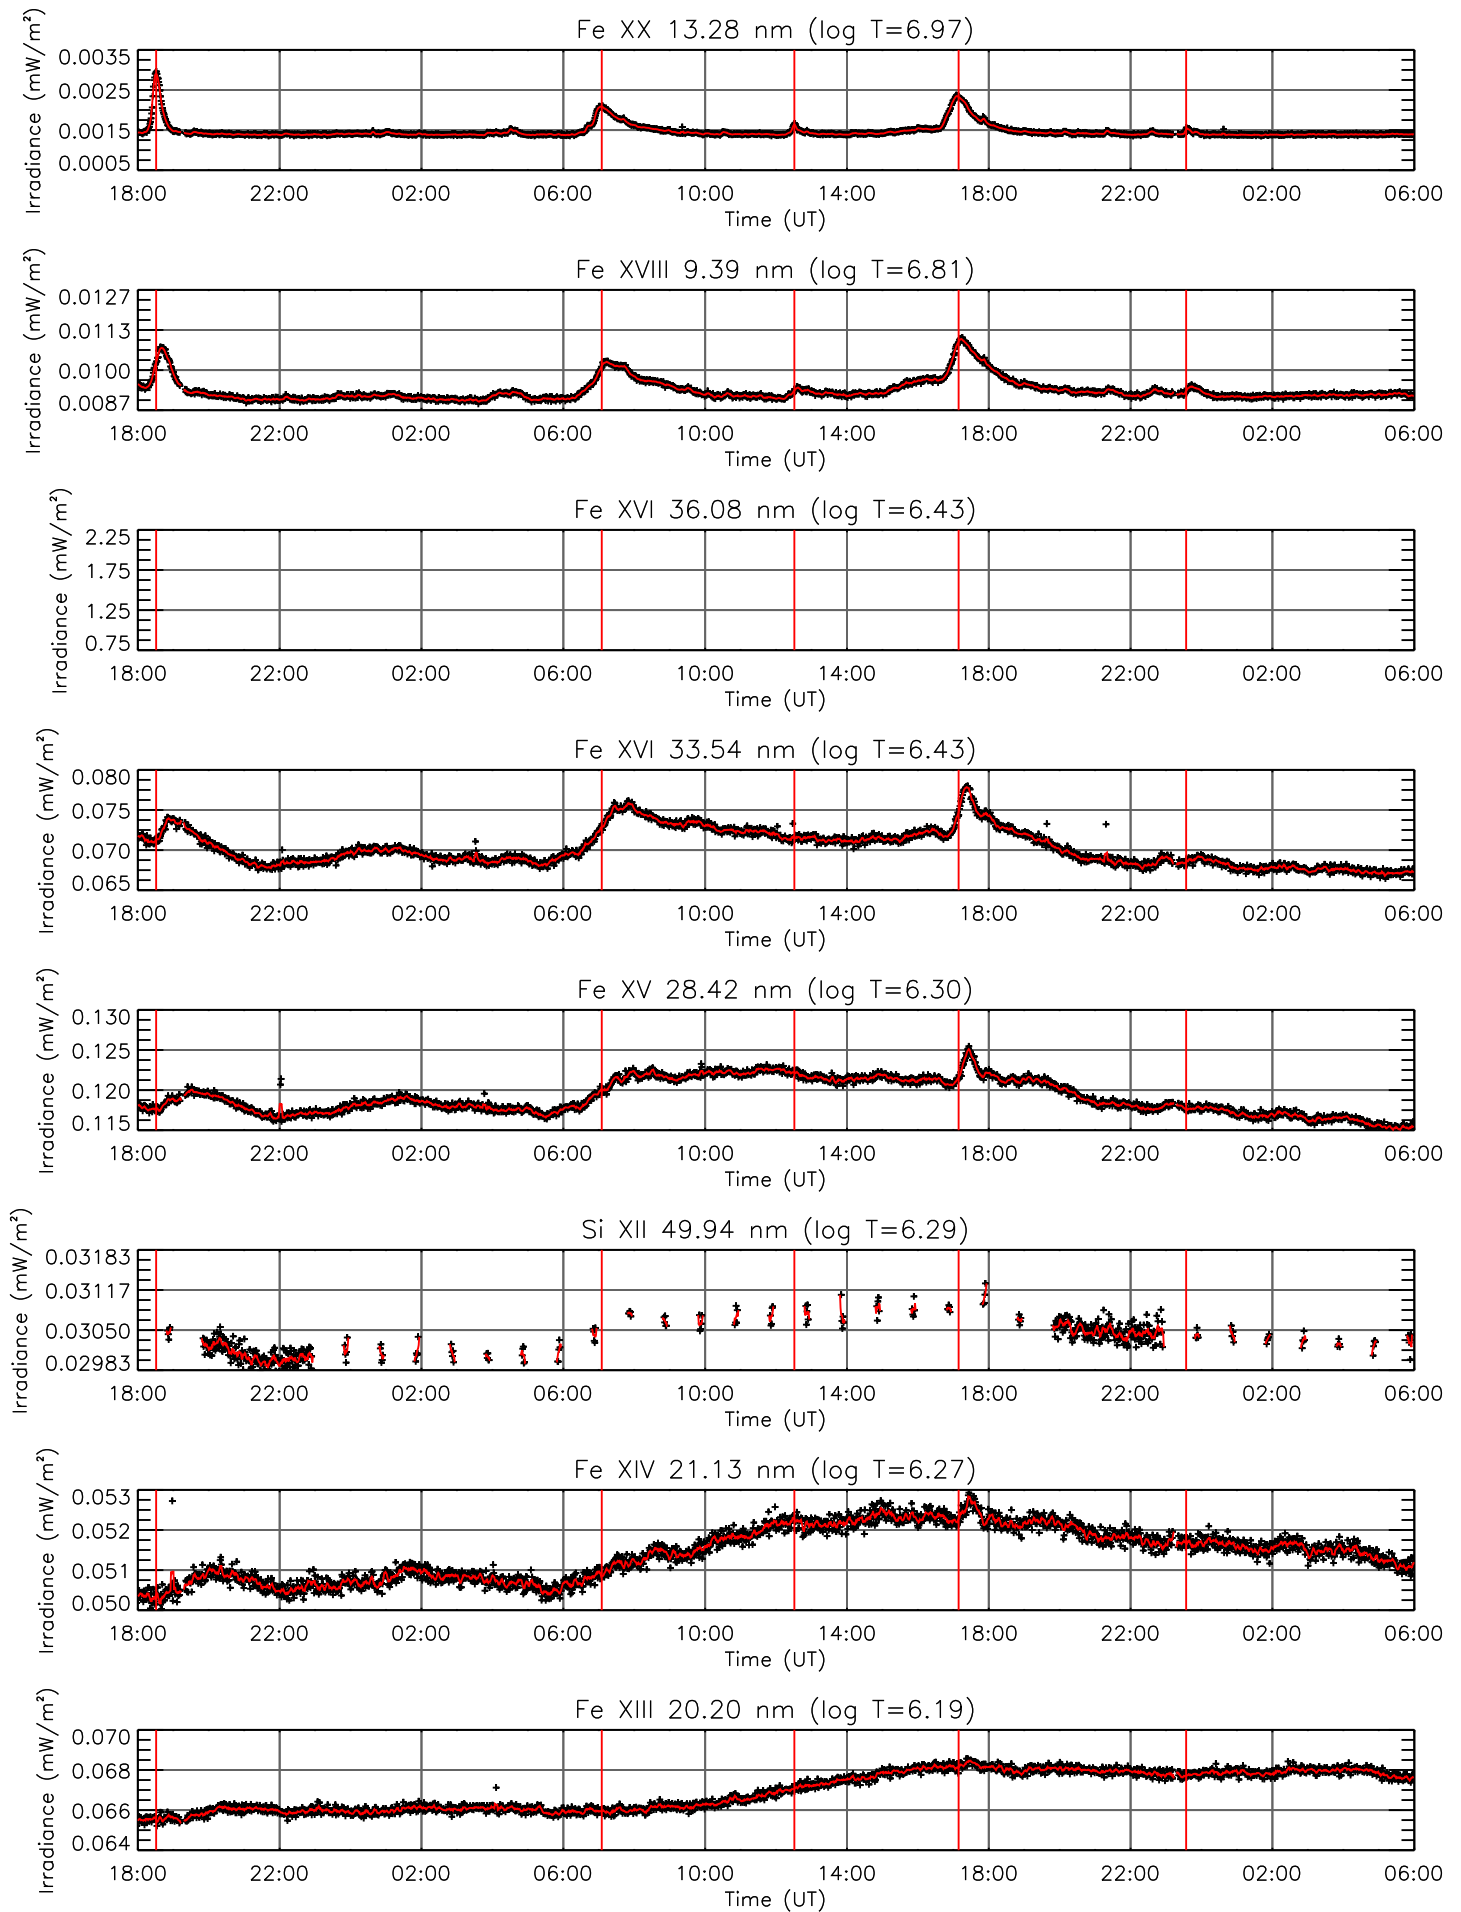 Fe XX 13.28 nm (log T=6.97)
Irradiance (mW/m²)
0.0035
0.0025
0.0015
0.0005
18:00 22:00 02:00 06:00 10:00 14:00 18:00 22:00 02:00 06:00
Time (UT)
Fe XVIII 9.39 nm (log T=6.81)
Irradiance (mW/m²)
0.0127
0.0113
0.0100
0.0087
18:00 22:00 02:00 06:00 10:00 14:00 18:00 22:00 02:00 06:00
Time (UT)
Fe XVI 36.08 nm (log T=6.43)
Irradiance (mW/m²)
2.25
1.75
1.25
0.75
18:00 22:00 02:00 06:00 10:00 14:00 18:00 22:00 02:00 06:00
Time (UT)
Fe XVI 33.54 nm (log T=6.43)
Irradiance (mW/m²)
0.080
0.075
0.070
0.065
18:00 22:00 02:00 06:00 10:00 14:00 18:00 22:00 02:00 06:00
Time (UT)
Fe XV 28.42 nm (log T=6.30)
Irradiance (mW/m²)
0.130
0.125
0.120
0.115
18:00 22:00 02:00 06:00 10:00 14:00 18:00 22:00 02:00 06:00
Time (UT)
Si XII 49.94 nm (log T=6.29)
Irradiance (mW/m²)
0.03183
0.03117
0.03050
0.02983
18:00 22:00 02:00 06:00 10:00 14:00 18:00 22:00 02:00 06:00
Time (UT)
Fe XIV 21.13 nm (log T=6.27)
Irradiance (mW/m²)
0.053
0.052
0.051
0.050
18:00 22:00 02:00 06:00 10:00 14:00 18:00 22:00 02:00 06:00
Time (UT)
Fe XIII 20.20 nm (log T=6.19)
Irradiance (mW/m²)
0.070
0.068
0.066
0.064
18:00 22:00 02:00 06:00 10:00 14:00 18:00 22:00 02:00 06:00
Time (UT)